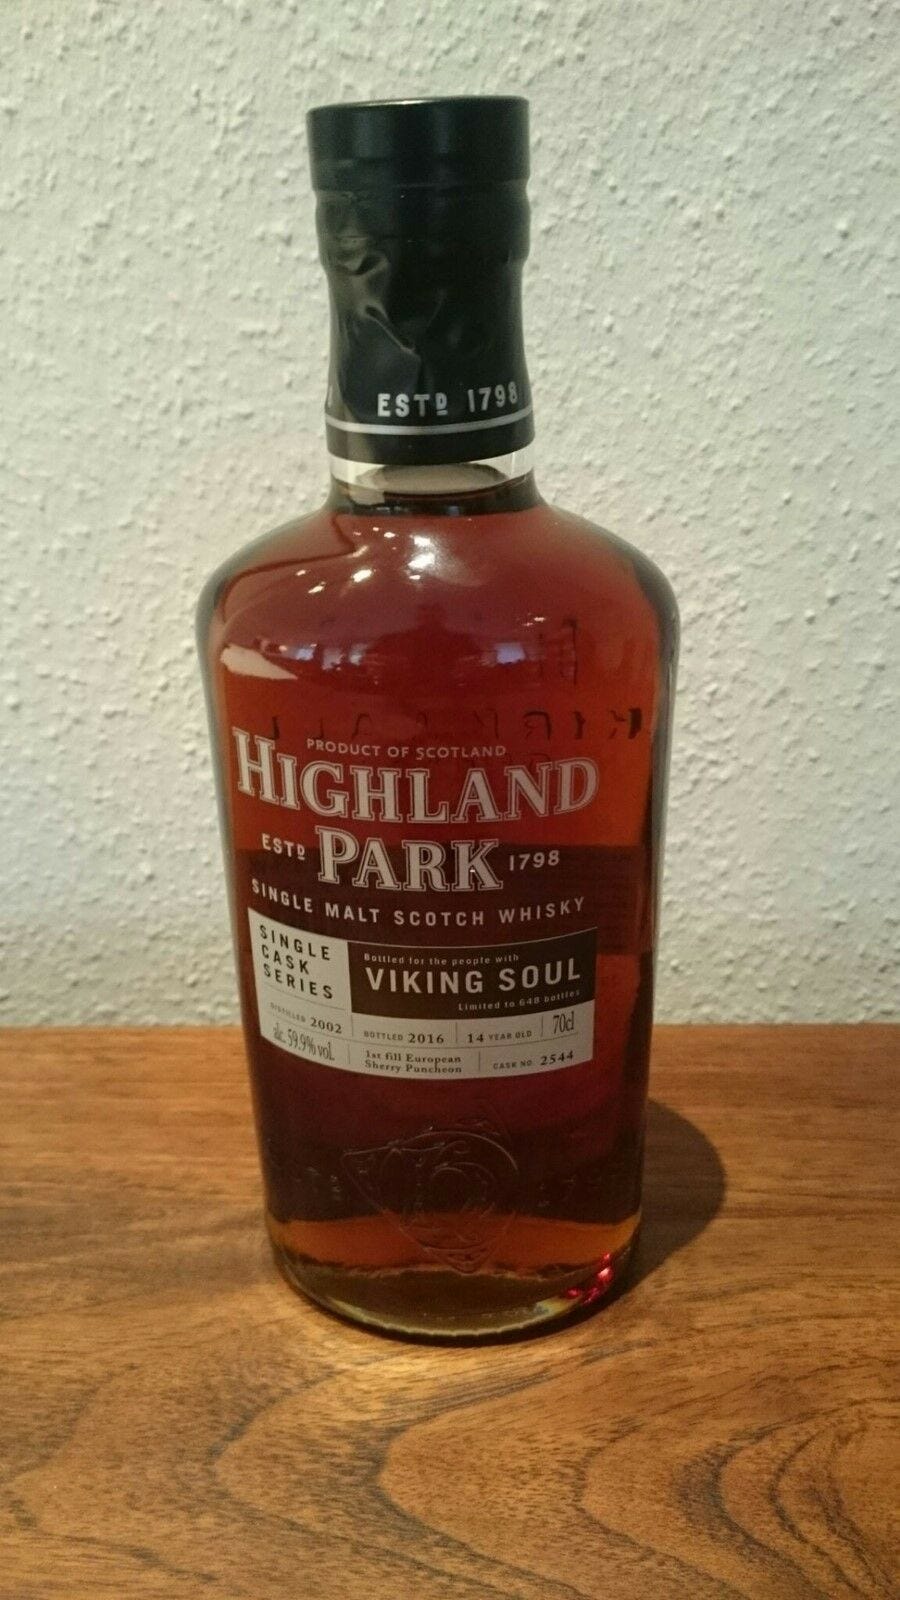 ESTD 1798
KIRKWALL
PRODUCT OF SCOTLAND
HIGHLAND
ESTD PARK 1798
SINGLE MALT SCOTCH WHISKY
SINGLE
CASK
SERIES
Bottled for the people with
VIKING SOUL
Limited to 648 bottles
DISTILLED 2002
BOTTLED 2016
14 YEAR OLD
70cl
alc. 59.9% vol.
1st fill European
Sherry Puncheon
CASK NO. 2544